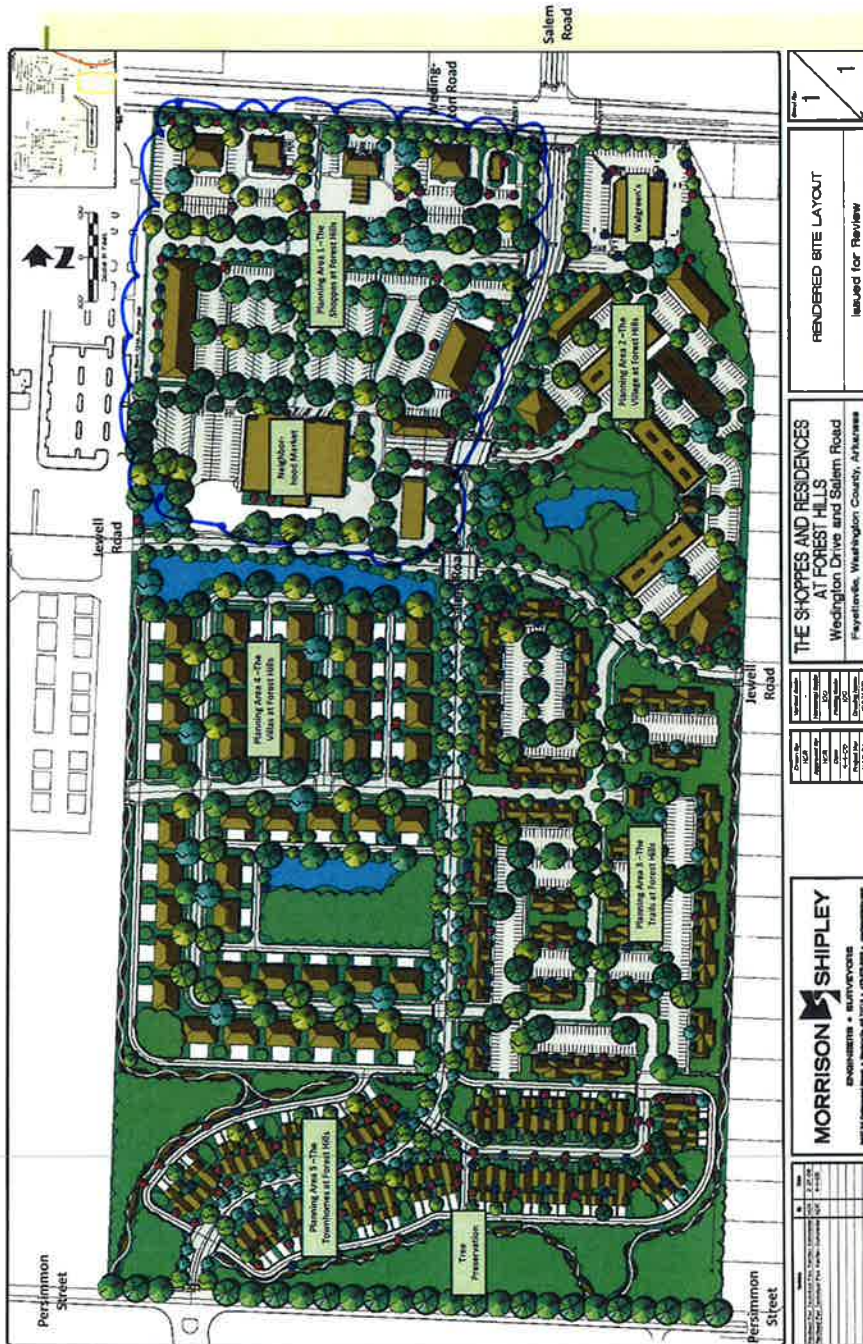 Salem
Road
Weding-
ton Road
Jewell
Road
N
Planning Area 1 -The
Shoppes at Forest Hills
Neighbor-
hood Market
Walgreen's
Planning Area 2 -The
Village at Forest Hills
Planning Area 4 -The
Villas at Forest Hills
Salem Road
Jewell
Road
Planning Area 3 -The
Trails at Forest Hills
Planning Area 5 -The
Townhomes at Forest Hills
Tree
Preservation
Persimmon
Street
Persimmon
Street
1
1
RENDERED SITE LAYOUT
Issued for Review
THE SHOPPES AND RESIDENCES
AT FOREST HILLS
Wedington Drive and Salem Road
Fayetteville, Washington County, Arkansas
MORRISON SHIPLEY
ENGINEERS • SURVEYORS